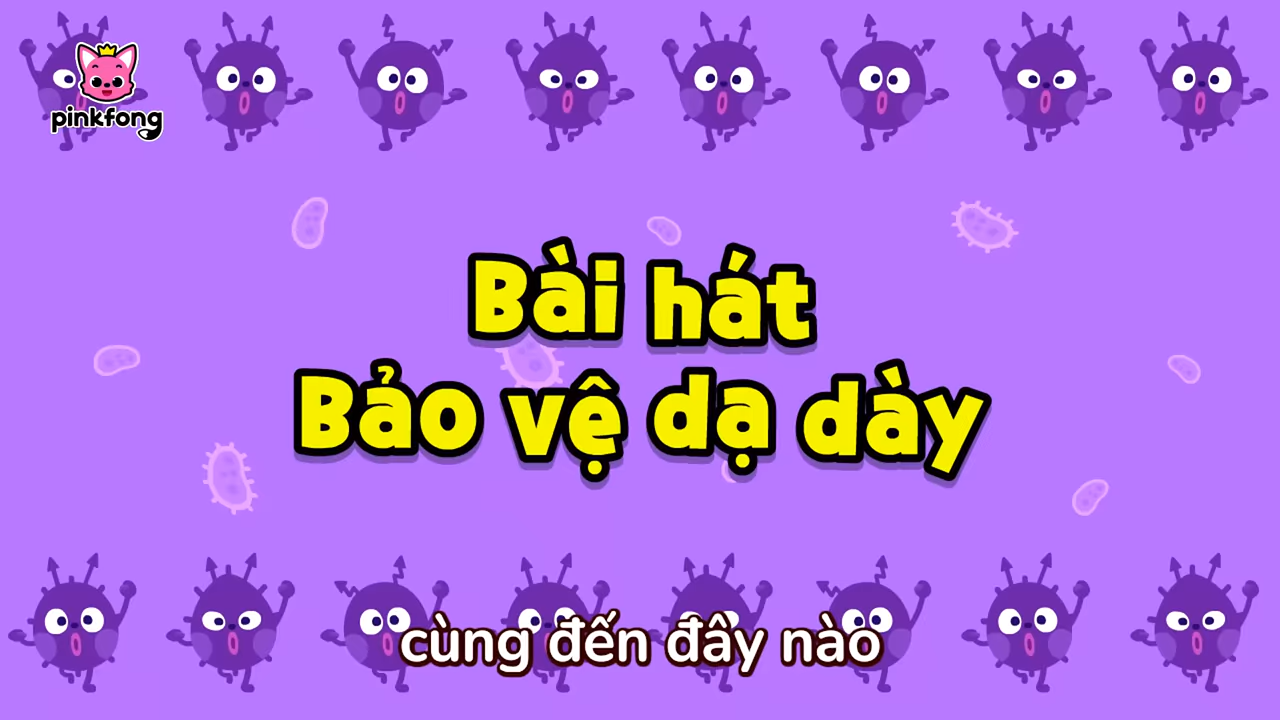 pinkfong
Bài hát
Bảo vệ dạ dày
cùng đến đây nào